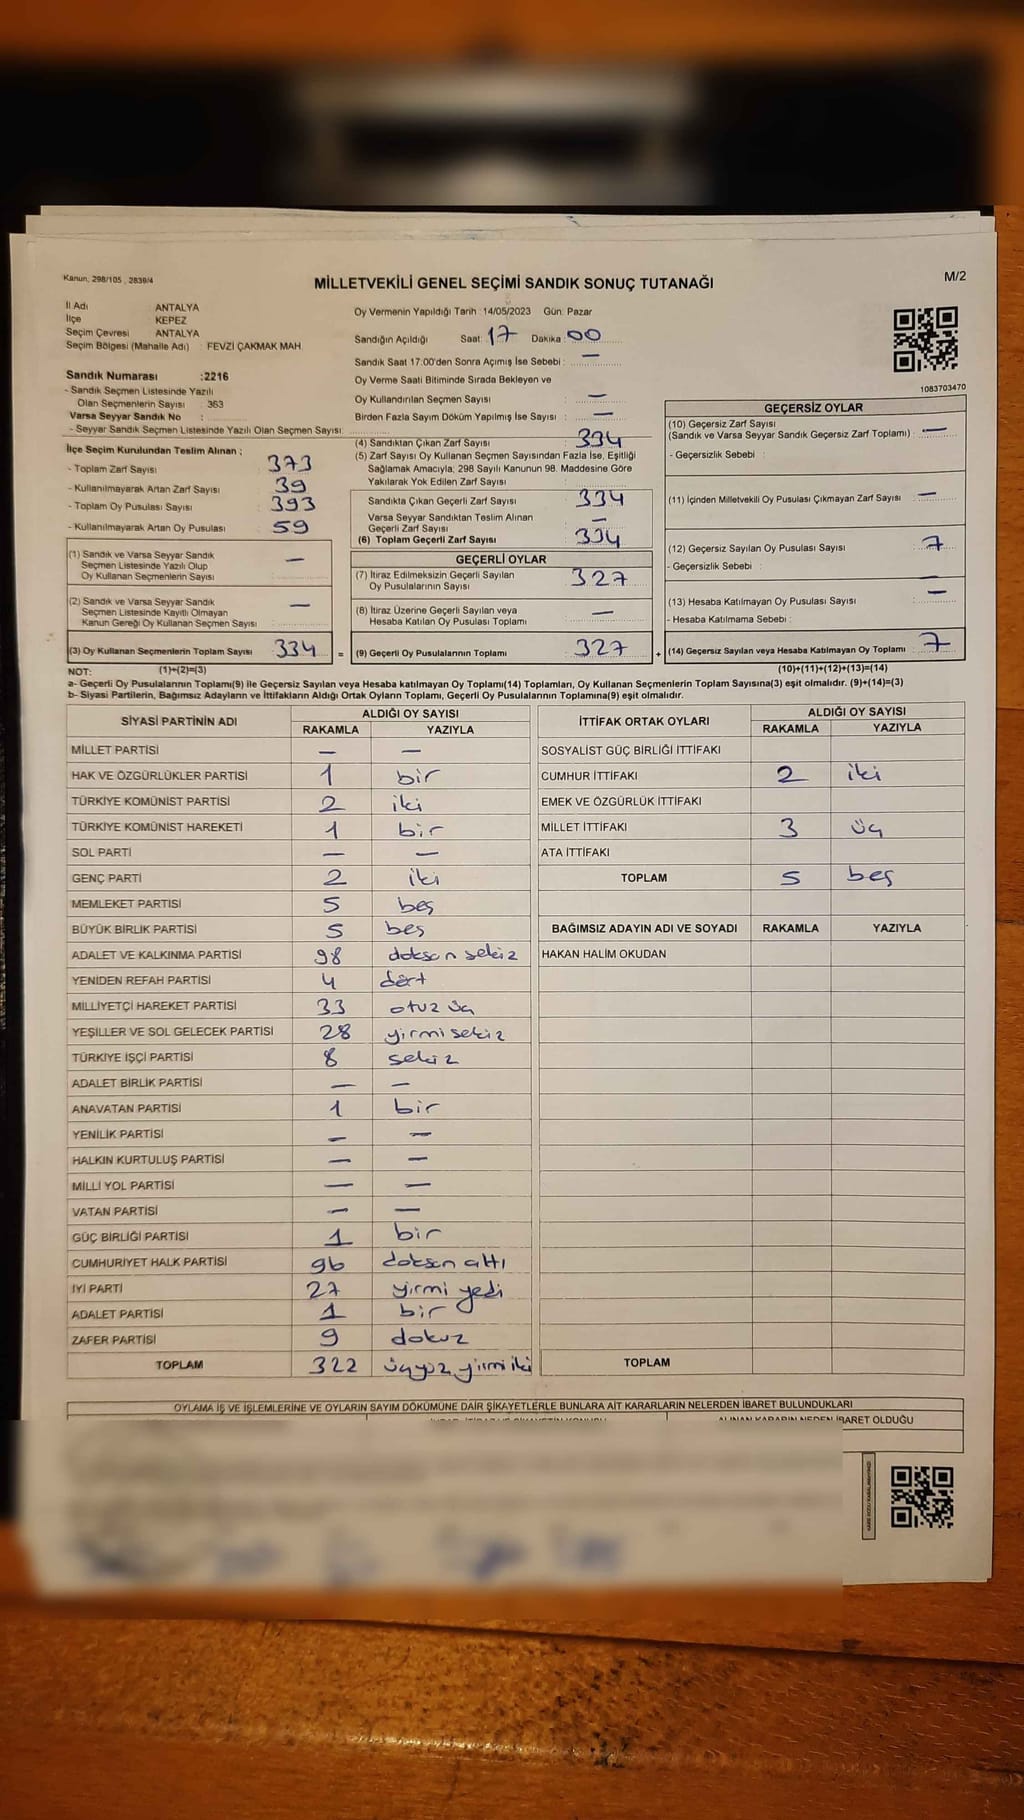 Kanun; 298/105 , 2839/4
MİLLETVEKİLİ GENEL SEÇİMİ SANDIK SONUÇ TUTANAĞI
M/2
İl Adı : ANTALYA
İlçe : KEPEZ
Seçim Çevresi : ANTALYA
Seçim Bölgesi (Mahalle Adı) : FEVZİ ÇAKMAK MAH.
Sandık Numarası :2216
- Sandık Seçmen Listesinde Yazılı
Olan Seçmenlerin Sayısı : 363
Varsa Seyyar Sandık No :
- Seyyar Sandık Seçmen Listesinde Yazılı Olan Seçmen Sayısı:
İlçe Seçim Kurulundan Teslim Alınan ;
- Toplam Zarf Sayısı : 373
- Kullanılmayarak Artan Zarf Sayısı : 39
- Toplam Oy Pusulası Sayısı : 393
- Kullanılmayarak Artan Oy Pusulası : 59
(1) Sandık ve Varsa Seyyar Sandık
Seçmen Listesinde Yazılı Olup
Oy Kullanan Seçmenlerin Sayısı : —
(2) Sandık ve Varsa Seyyar Sandık
Seçmen Listesinde Kayıtlı Olmayan
Kanun Gereği Oy Kullanan Seçmen Sayısı : —
(3) Oy Kullanan Seçmenlerin Toplam Sayısı : 334 =
Oy Vermenin Yapıldığı Tarih :14/05/2023 Gün: Pazar
Sandığın Açıldığı Saat: 17 Dakika : 00
Sandık Saat 17:00'den Sonra Açılmış İse Sebebi : —
Oy Verme Saati Bitiminde Sırada Bekleyen ve
Oy Kullandırılan Seçmen Sayısı : —
Birden Fazla Sayım Döküm Yapılmış İse Sayısı : —
(4) Sandıktan Çıkan Zarf Sayısı : 334
(5) Zarf Sayısı Oy Kullanan Seçmen Sayısından Fazla İse, Eşitliği
Sağlamak Amacıyla; 298 Sayılı Kanunun 98. Maddesine Göre
Yakılarak Yok Edilen Zarf Sayısı :
Sandıkta Çıkan Geçerli Zarf Sayısı : 334
Varsa Seyyar Sandıktan Teslim Alınan
Geçerli Zarf Sayısı : —
(6) Toplam Geçerli Zarf Sayısı : 334
GEÇERLİ OYLAR
(7) İtiraz Edilmeksizin Geçerli Sayılan
Oy Pusulalarının Sayısı : 327
(8) İtiraz Üzerine Geçerli Sayılan veya
Hesaba Katılan Oy Pusulası Toplamı : —
(9) Geçerli Oy Pusulalarının Toplamı : 327 +
1083703470
GEÇERSİZ OYLAR
(10) Geçersiz Zarf Sayısı
(Sandık ve Varsa Seyyar Sandık Geçersiz Zarf Toplamı) : —
- Geçersizlik Sebebi :
(11) İçinden Milletvekili Oy Pusulası Çıkmayan Zarf Sayısı : —
(12) Geçersiz Sayılan Oy Pusulası Sayısı : 7
- Geçersizlik Sebebi : —
(13) Hesaba Katılmayan Oy Pusulası Sayısı : —
- Hesaba Katılmama Sebebi :
(14) Geçersiz Sayılan veya Hesaba Katılmayan Oy Toplamı : 7
NOT: (1)+(2)=(3)
(10)+(11)+(12)+(13)=(14)
a- Geçerli Oy Pusulalarının Toplamı(9) ile Geçersiz Sayılan veya Hesaba katılmayan Oy Toplamı(14) Toplamları, Oy Kullanan Seçmenlerin Toplam Sayısına(3) eşit olmalıdır. (9)+(14)=(3)
b- Siyasi Partilerin, Bağımsız Adayların ve İttifakların Aldığı Ortak Oyların Toplamı, Geçerli Oy Pusulalarının Toplamına(9) eşit olmalıdır.
SİYASİ PARTİNİN ADI ALDIĞI OY SAYISI
RAKAMLA YAZIYLA
MİLLET PARTİSİ — —
HAK VE ÖZGÜRLÜKLER PARTİSİ 1 bir
TÜRKİYE KOMÜNİST PARTİSİ 2 iki
TÜRKİYE KOMÜNİST HAREKETİ 1 bir
SOL PARTİ — —
GENÇ PARTİ 2 iki
MEMLEKET PARTİSİ 5 beş
BÜYÜK BİRLİK PARTİSİ 5 beş
ADALET VE KALKINMA PARTİSİ 98 doksan sekiz
YENİDEN REFAH PARTİSİ 4 dört
MİLLİYETÇİ HAREKET PARTİSİ 33 otuz üç
YEŞİLLER VE SOL GELECEK PARTİSİ 28 yirmi sekiz
TÜRKİYE İŞÇİ PARTİSİ 8 sekiz
ADALET BİRLİK PARTİSİ — —
ANAVATAN PARTİSİ 1 bir
YENİLİK PARTİSİ — —
HALKIN KURTULUŞ PARTİSİ — —
MİLLİ YOL PARTİSİ — —
VATAN PARTİSİ — —
GÜÇ BİRLİĞİ PARTİSİ 1 bir
CUMHURİYET HALK PARTİSİ 96 doksan altı
İYİ PARTİ 27 yirmi yedi
ADALET PARTİSİ 1 bir
ZAFER PARTİSİ 9 dokuz
TOPLAM 322 üçyüz yirmi iki
İTTİFAK ORTAK OYLARI ALDIĞI OY SAYISI
RAKAMLA YAZIYLA
SOSYALİST GÜÇ BİRLİĞİ İTTİFAKI
CUMHUR İTTİFAKI 2 iki
EMEK VE ÖZGÜRLÜK İTTİFAKI
MİLLET İTTİFAKI 3 üç
ATA İTTİFAKI
TOPLAM 5 beş
BAĞIMSIZ ADAYIN ADI VE SOYADI RAKAMLA YAZIYLA
HAKAN HALİM OKUDAN
TOPLAM
OYLAMA İŞ VE İŞLEMLERİNE VE OYLARIN SAYIM DÖKÜMÜNE DAİR ŞİKAYETLERLE BUNLARA AİT KARARLARIN NELERDEN İBARET BULUNDUKLARI
ALINAN KARARIN NEDEN İBARET OLDUĞU